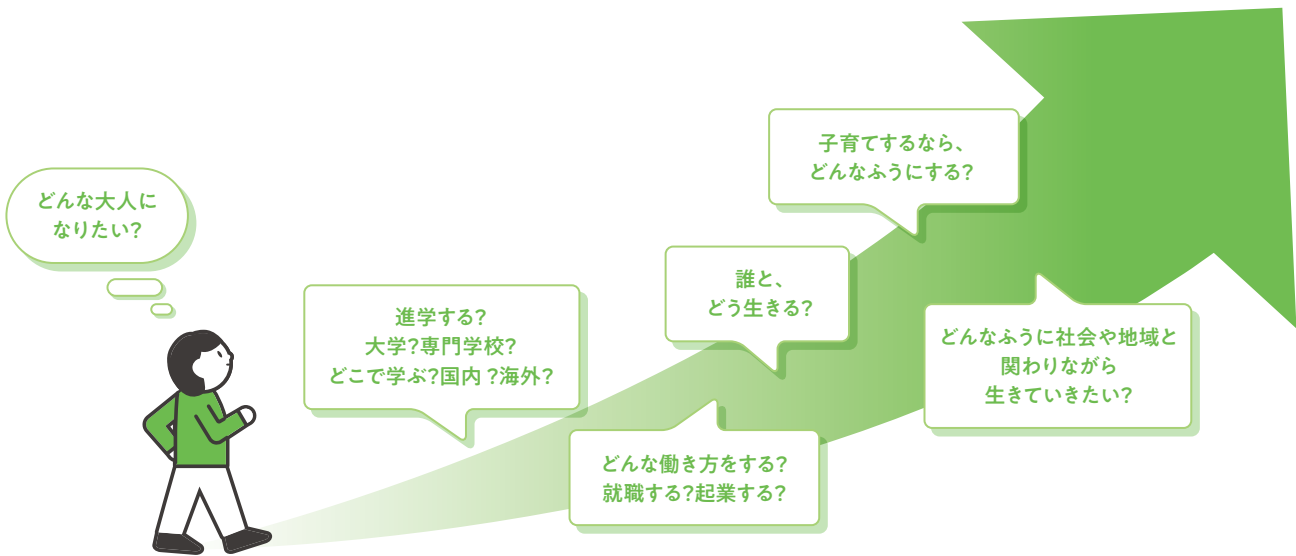 どんな大人に
なりたい?
進学する?
大学?専門学校?
どこで学ぶ?国内?海外?
どんな働き方をする?
就職する?起業する?
誰と、
どう生きる?
子育てするなら、
どんなふうにする?
どんなふうに社会や地域と
関わりながら
生きていきたい?